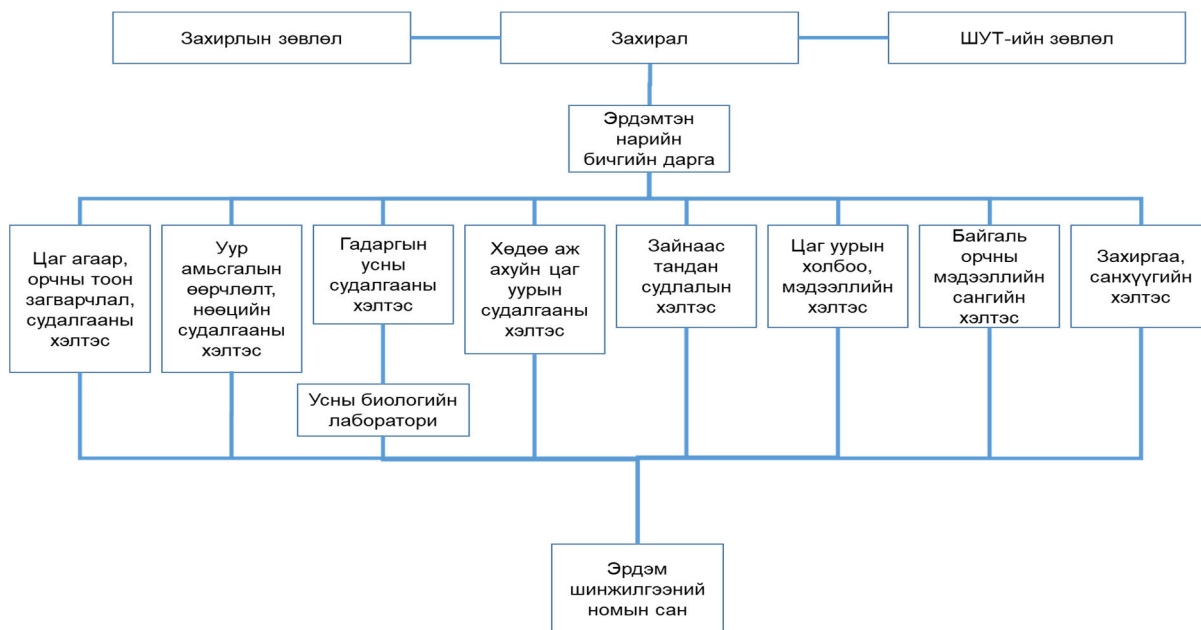 Захирлын зөвлөл
Захирал
ШУТ-ийн зөвлөл
Эрдэмтэн
нарийн
бичгийн дарга
Цаг агаар,
орчны тоон
загварчлал,
судалгааны
хэлтэс
Уур
амьсгалын
өөрчлөлт,
нөөцийн
судалгааны
хэлтэс
Гадаргын
усны
судалгааны
хэлтэс
Хөдөө аж
ахуйн цаг
уурын
судалгааны
хэлтэс
Зайнаас
тандан
судлалын
хэлтэс
Цаг уурын
холбоо,
мэдээллийн
хэлтэс
Байгаль
орчны
мэдээллийн
сангийн
хэлтэс
Захиргаа,
санхүүгийн
хэлтэс
Усны биологийн
лаборатори
Эрдэм
шинжилгээний
номын сан